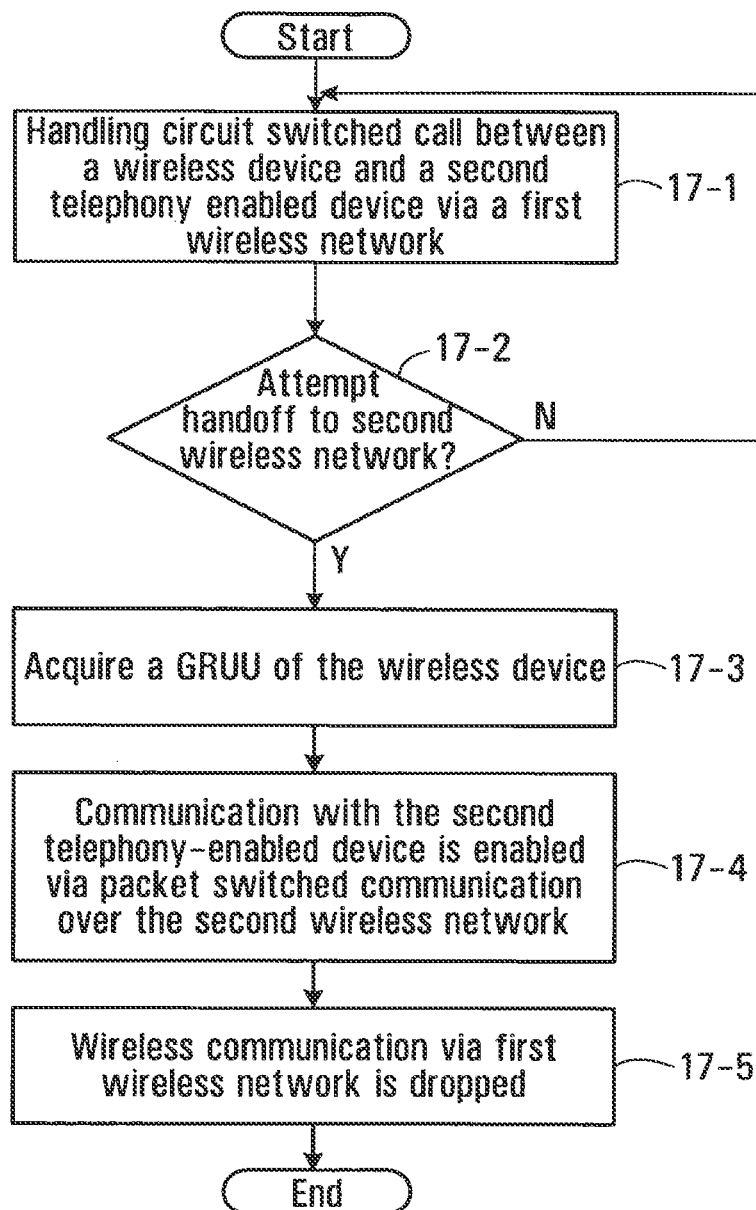 Start
Handling circuit switched call between
a wireless device and a second
telephony enabled device via a first
wireless network
17-1
17-2
Attempt
handoff to second
wireless network?
N
Y
Acquire a GRUU of the wireless device
17-3
Communication with the second
telephony-enabled device is enabled
via packet switched communication
over the second wireless network
17-4
Wireless communication via first
wireless network is dropped
17-5
End